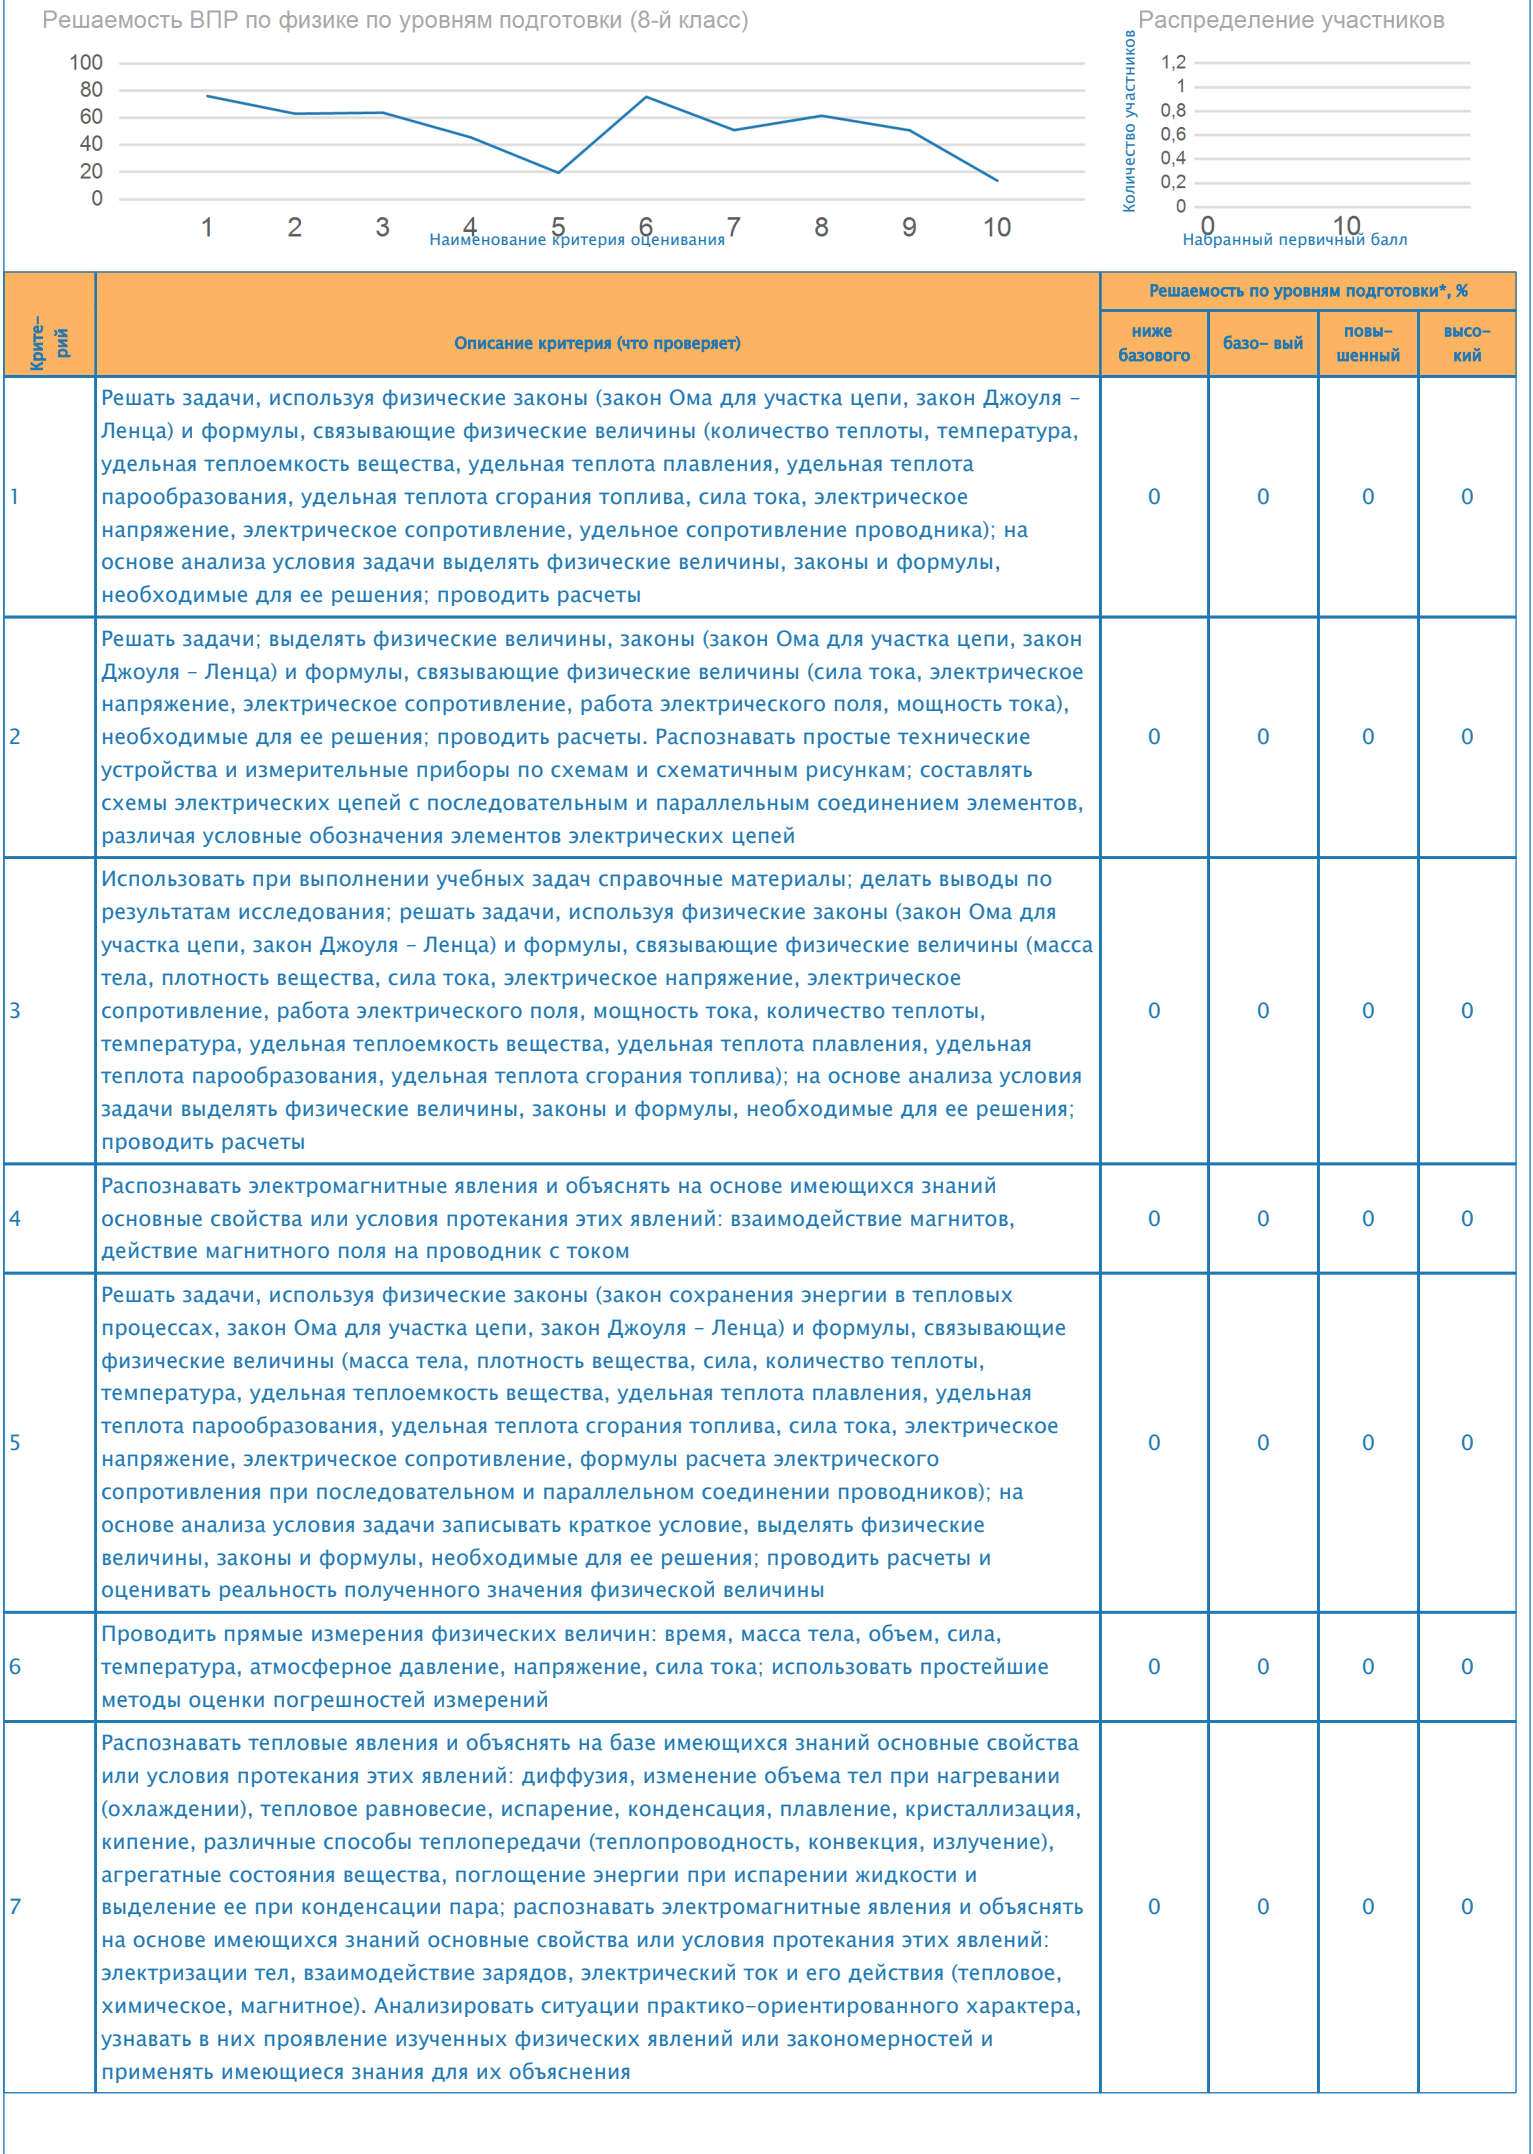 Решаемость ВПР по физике по уровням подготовки (8-й класс)
100
80
60
40
20
0
1 2 3 4 5 6 7 8 9 10
Наименование критерия оценивания
Распределение участников
Количество участников
1,2
1
0,8
0,6
0,4
0,2
0
0 10
Набранный первичный балл
Крите-
рий
Описание критерия (что проверяет)
Решаемость по уровням подготовки*, %
ниже
базового
базо- вый
повы-
шенный
высо-
кий
1
Решать задачи, используя физические законы (закон Ома для участка цепи, закон Джоуля –
Ленца) и формулы, связывающие физические величины (количество теплоты, температура,
удельная теплоемкость вещества, удельная теплота плавления, удельная теплота
парообразования, удельная теплота сгорания топлива, сила тока, электрическое
напряжение, электрическое сопротивление, удельное сопротивление проводника); на
основе анализа условия задачи выделять физические величины, законы и формулы,
необходимые для ее решения; проводить расчеты
0 0 0 0
2
Решать задачи; выделять физические величины, законы (закон Ома для участка цепи, закон
Джоуля – Ленца) и формулы, связывающие физические величины (сила тока, электрическое
напряжение, электрическое сопротивление, работа электрического поля, мощность тока),
необходимые для ее решения; проводить расчеты. Распознавать простые технические
устройства и измерительные приборы по схемам и схематичным рисункам; составлять
схемы электрических цепей с последовательным и параллельным соединением элементов,
различая условные обозначения элементов электрических цепей
0 0 0 0
3
Использовать при выполнении учебных задач справочные материалы; делать выводы по
результатам исследования; решать задачи, используя физические законы (закон Ома для
участка цепи, закон Джоуля – Ленца) и формулы, связывающие физические величины (масса
тела, плотность вещества, сила тока, электрическое напряжение, электрическое
сопротивление, работа электрического поля, мощность тока, количество теплоты,
температура, удельная теплоемкость вещества, удельная теплота плавления, удельная
теплота парообразования, удельная теплота сгорания топлива); на основе анализа условия
задачи выделять физические величины, законы и формулы, необходимые для ее решения;
проводить расчеты
0 0 0 0
4
Распознавать электромагнитные явления и объяснять на основе имеющихся знаний
основные свойства или условия протекания этих явлений: взаимодействие магнитов,
действие магнитного поля на проводник с током
0 0 0 0
5
Решать задачи, используя физические законы (закон сохранения энергии в тепловых
процессах, закон Ома для участка цепи, закон Джоуля – Ленца) и формулы, связывающие
физические величины (масса тела, плотность вещества, сила, количество теплоты,
температура, удельная теплоемкость вещества, удельная теплота плавления, удельная
теплота парообразования, удельная теплота сгорания топлива, сила тока, электрическое
напряжение, электрическое сопротивление, формулы расчета электрического
сопротивления при последовательном и параллельном соединении проводников); на
основе анализа условия задачи записывать краткое условие, выделять физические
величины, законы и формулы, необходимые для ее решения; проводить расчеты и
оценивать реальность полученного значения физической величины
0 0 0 0
6
Проводить прямые измерения физических величин: время, масса тела, объем, сила,
температура, атмосферное давление, напряжение, сила тока; использовать простейшие
методы оценки погрешностей измерений
0 0 0 0
7
Распознавать тепловые явления и объяснять на базе имеющихся знаний основные свойства
или условия протекания этих явлений: диффузия, изменение объема тел при нагревании
(охлаждении), тепловое равновесие, испарение, конденсация, плавление, кристаллизация,
кипение, различные способы теплопередачи (теплопроводность, конвекция, излучение),
агрегатные состояния вещества, поглощение энергии при испарении жидкости и
выделение ее при конденсации пара; распознавать электромагнитные явления и объяснять
на основе имеющихся знаний основные свойства или условия протекания этих явлений:
электризации тел, взаимодействие зарядов, электрический ток и его действия (тепловое,
химическое, магнитное). Анализировать ситуации практико-ориентированного характера,
узнавать в них проявление изученных физических явлений или закономерностей и
применять имеющиеся знания для их объяснения
0 0 0 0